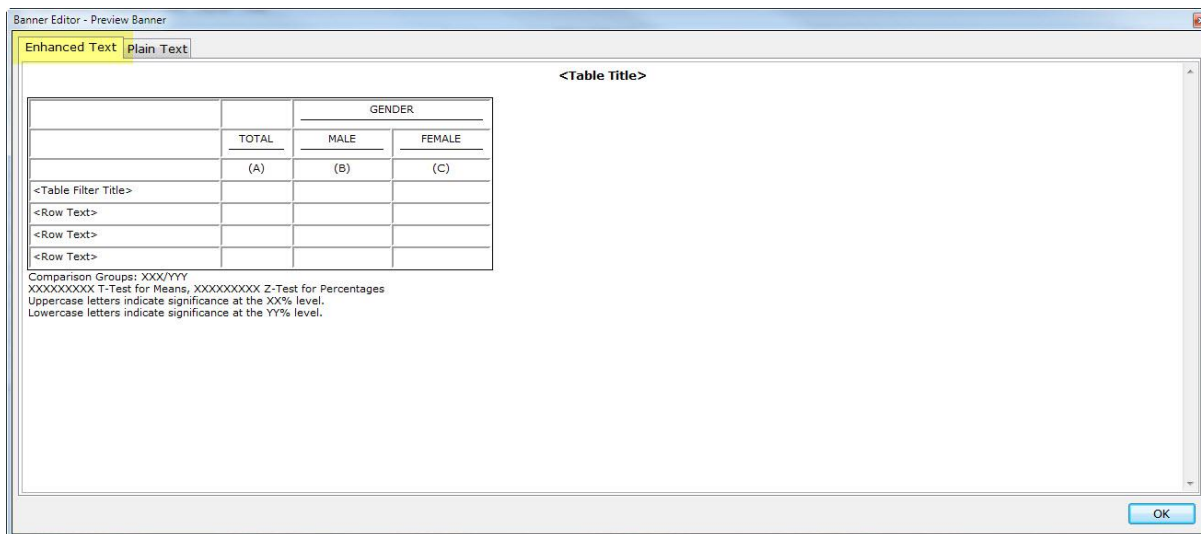 Banner Editor - Preview Banner
Enhanced Text Plain Text
<Table Title>
GENDER
TOTAL MALE FEMALE
(A) (B) (C)
<Table Filter Title>
<Row Text>
<Row Text>
<Row Text>
Comparison Groups: XXX/YYY
XXXXXXXXX T-Test for Means, XXXXXXXXX Z-Test for Percentages
Uppercase letters indicate significance at the XX% level.
Lowercase letters indicate significance at the YY% level.
OK